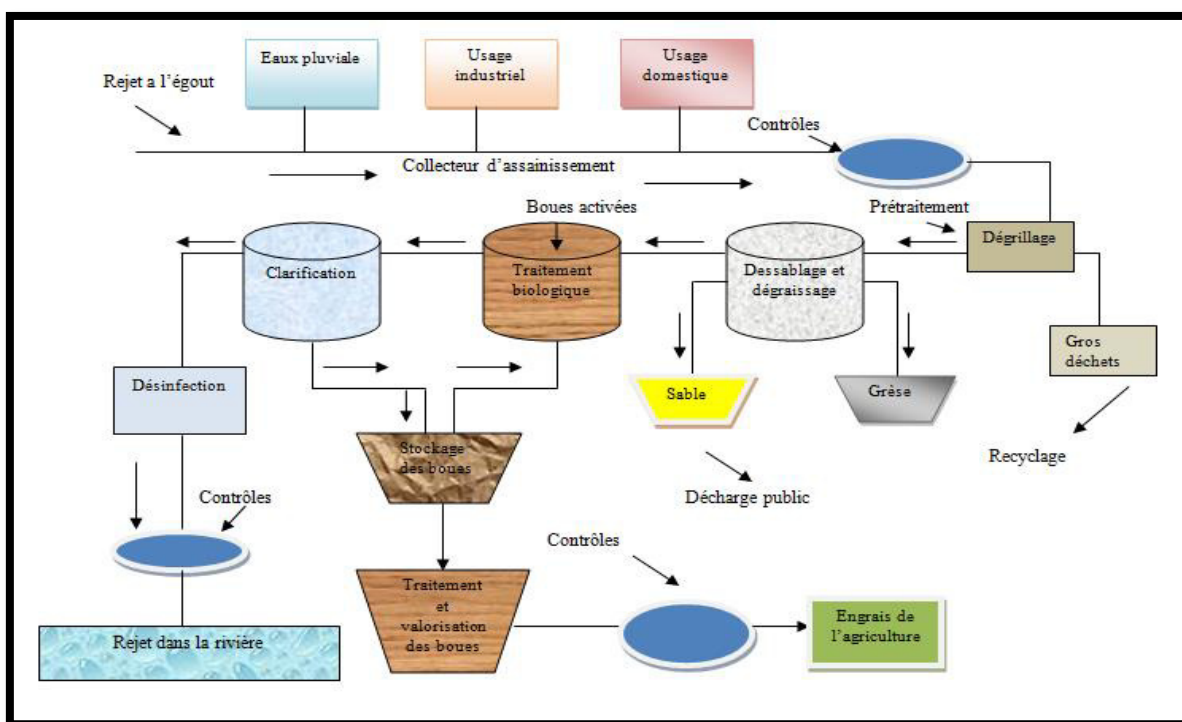 Eaux pluviale
Usage
industriel
Usage
domestique
Rejet a l'égout
Contrôles
Collecteur d'assainissement
Boues activées
Prétraitement
Dégrillage
Clarification
Traitement
biologique
Dessablage et
dégraissage
Gros
déchets
Désinfection
Sable
Grèse
Stockage
des boues
Recyclage
Décharge public
Contrôles
Contrôles
Traitement
et
valorisation
des boues
Engrais de
l'agriculture
Rejet dans la rivière